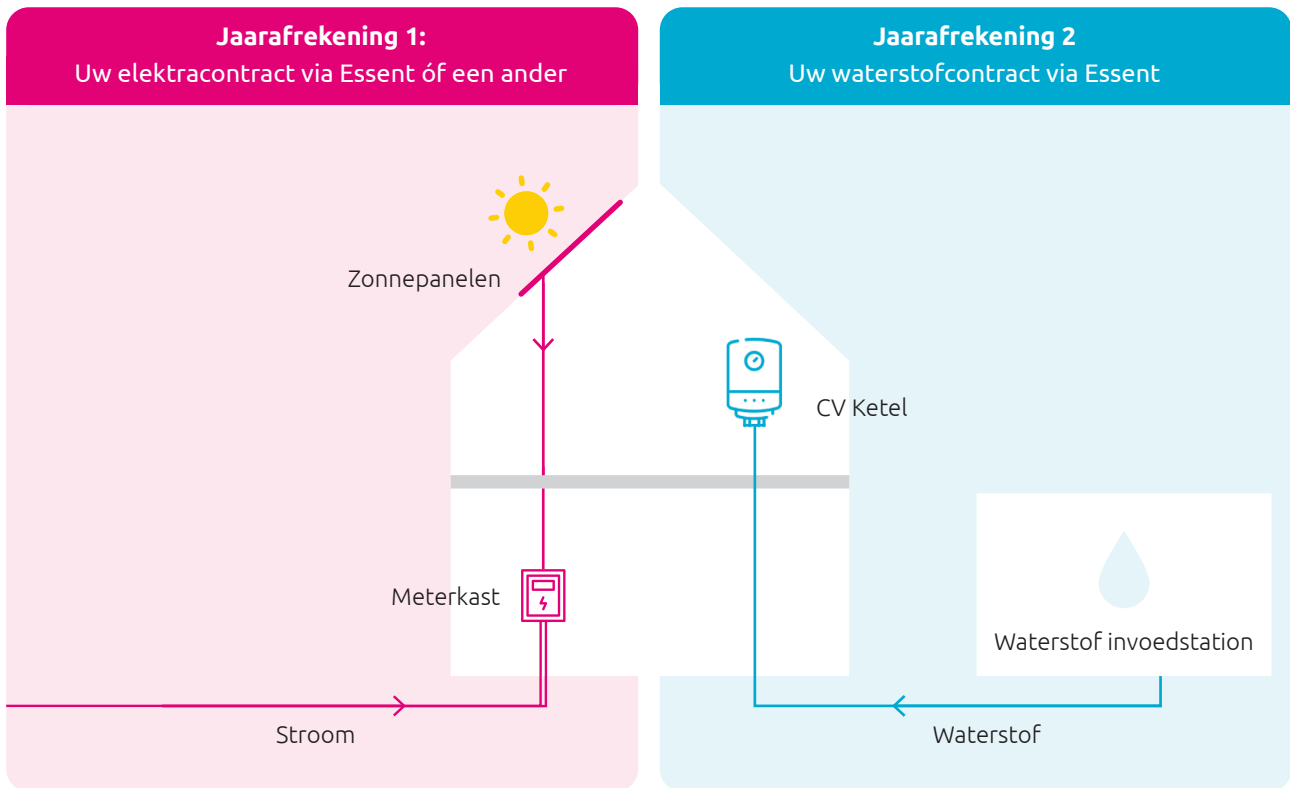 Jaarafrekening 1:
Uw elektracontract via Essent óf een ander
Jaarafrekening 2
Uw waterstofcontract via Essent
Zonnepanelen
CV Ketel
Meterkast
Waterstof invoedstation
Stroom
Waterstof